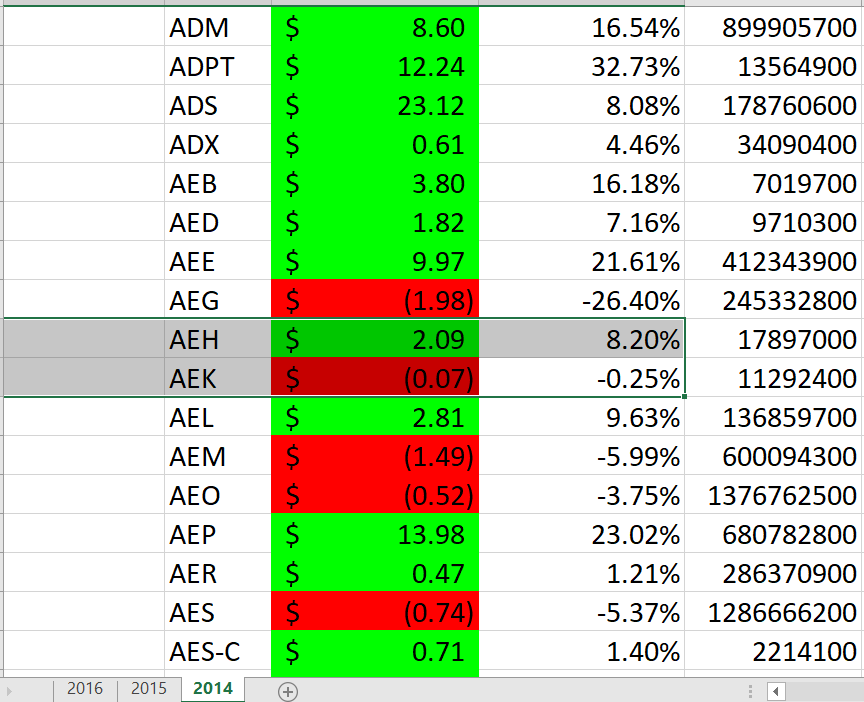 ADM $ 8.60 16.54% 899905700
ADPT $ 12.24 32.73% 13564900
ADS $ 23.12 8.08% 178760600
ADX $ 0.61 4.46% 34090400
AEB $ 3.80 16.18% 7019700
AED $ 1.82 7.16% 9710300
AEE $ 9.97 21.61% 412343900
AEG $ (1.98) -26.40% 245332800
AEH $ 2.09 8.20% 17897000
AEK $ (0.07) -0.25% 11292400
AEL $ 2.81 9.63% 136859700
AEM $ (1.49) -5.99% 600094300
AEO $ (0.52) -3.75% 1376762500
AEP $ 13.98 23.02% 680782800
AER $ 0.47 1.21% 286370900
AES $ (0.74) -5.37% 1286666200
AES-C $ 0.71 1.40% 2214100
2016 2015 2014